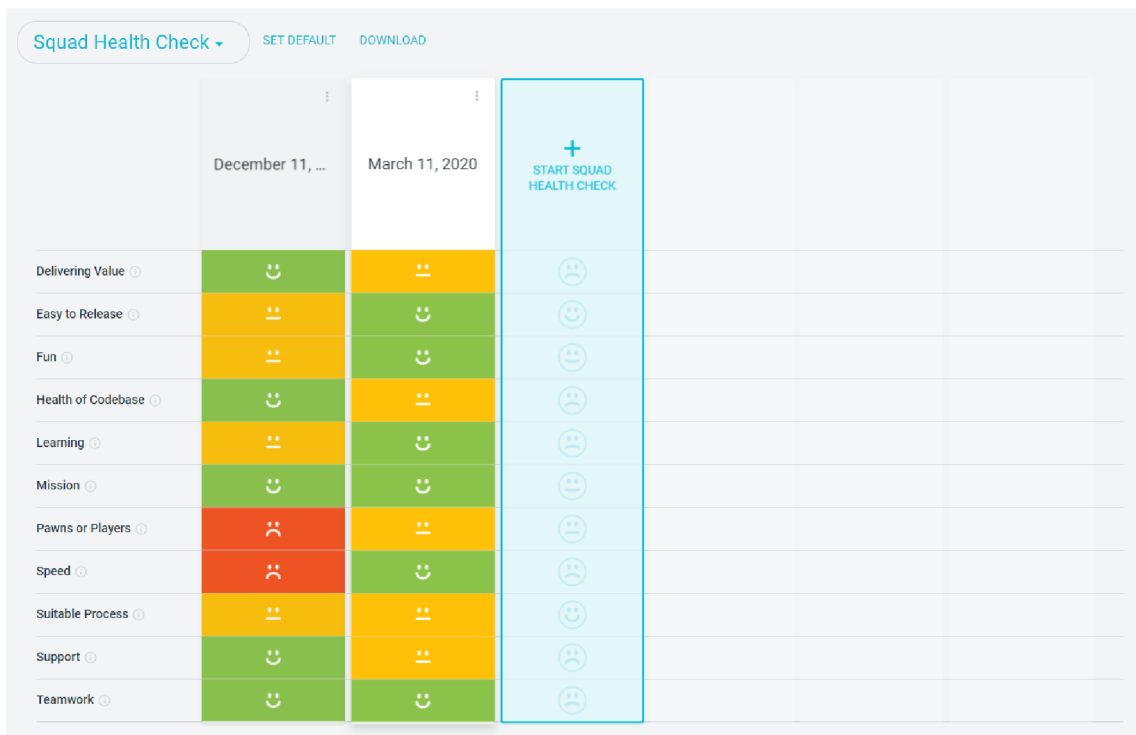 Squad Health Check
SET DEFAULT
DOWNLOAD
December 11, ...
March 11, 2020
START SQUAD
HEALTH CHECK
Delivering Value
Easy to Release
Fun
Health of Codebase
Learning
Mission
Pawns or Players
Speed
Suitable Process
Support
Teamwork